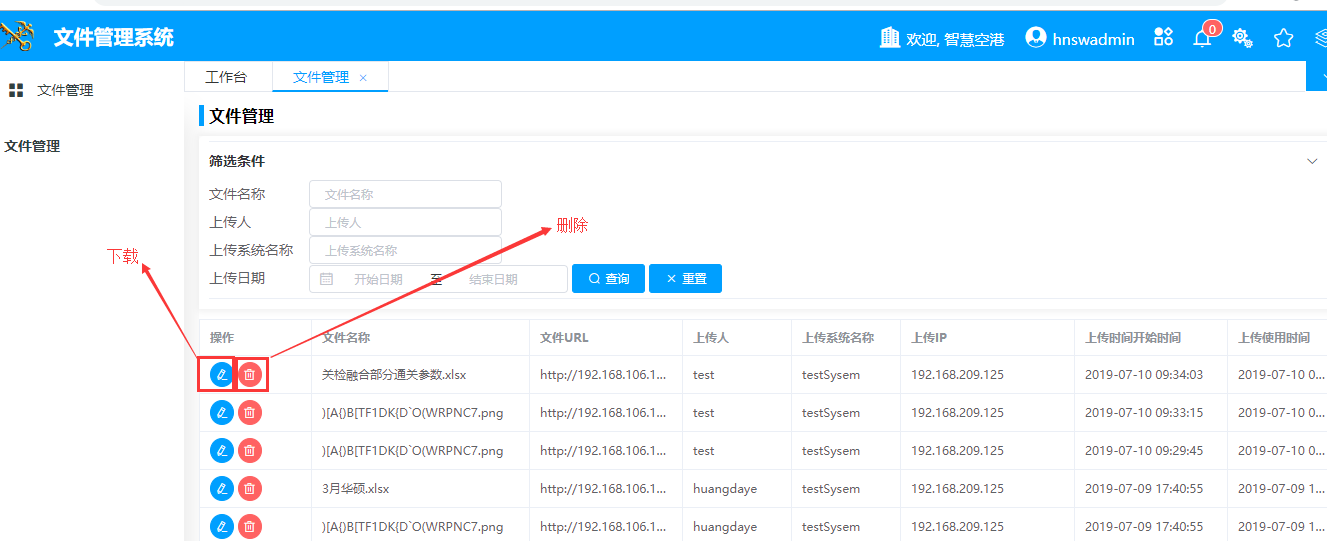 文件管理系统
欢迎, 智慧空港
hnswadmin
0
文件管理
文件管理
工作台 文件管理 ×
文件管理
筛选条件
文件名称 文件名称
上传人 上传人
上传系统名称 上传系统名称
上传日期 开始日期 至 结束日期 查询 重置
下载
删除
操作 文件名称 文件URL 上传人 上传系统名称 上传IP 上传时间开始时间 上传使用时间
关检融合部分通关参数.xlsx http://192.168.106.1... test testSysem 192.168.209.125 2019-07-10 09:34:03 2019-07-10 0...
)[A()B[TF1DK(D`O(WRPNC7.png http://192.168.106.1... test testSysem 192.168.209.125 2019-07-10 09:33:15 2019-07-10 0...
)[A()B[TF1DK(D`O(WRPNC7.png http://192.168.106.1... test testSysem 192.168.209.125 2019-07-10 09:29:45 2019-07-10 0...
3月华硕.xlsx http://192.168.106.1... huangdaye testSysem 192.168.209.125 2019-07-09 17:40:55 2019-07-09 1...
)[A()B[TF1DK(D`O(WRPNC7.png http://192.168.106.1... huangdaye testSysem 192.168.209.125 2019-07-09 17:40:55 2019-07-09 1...